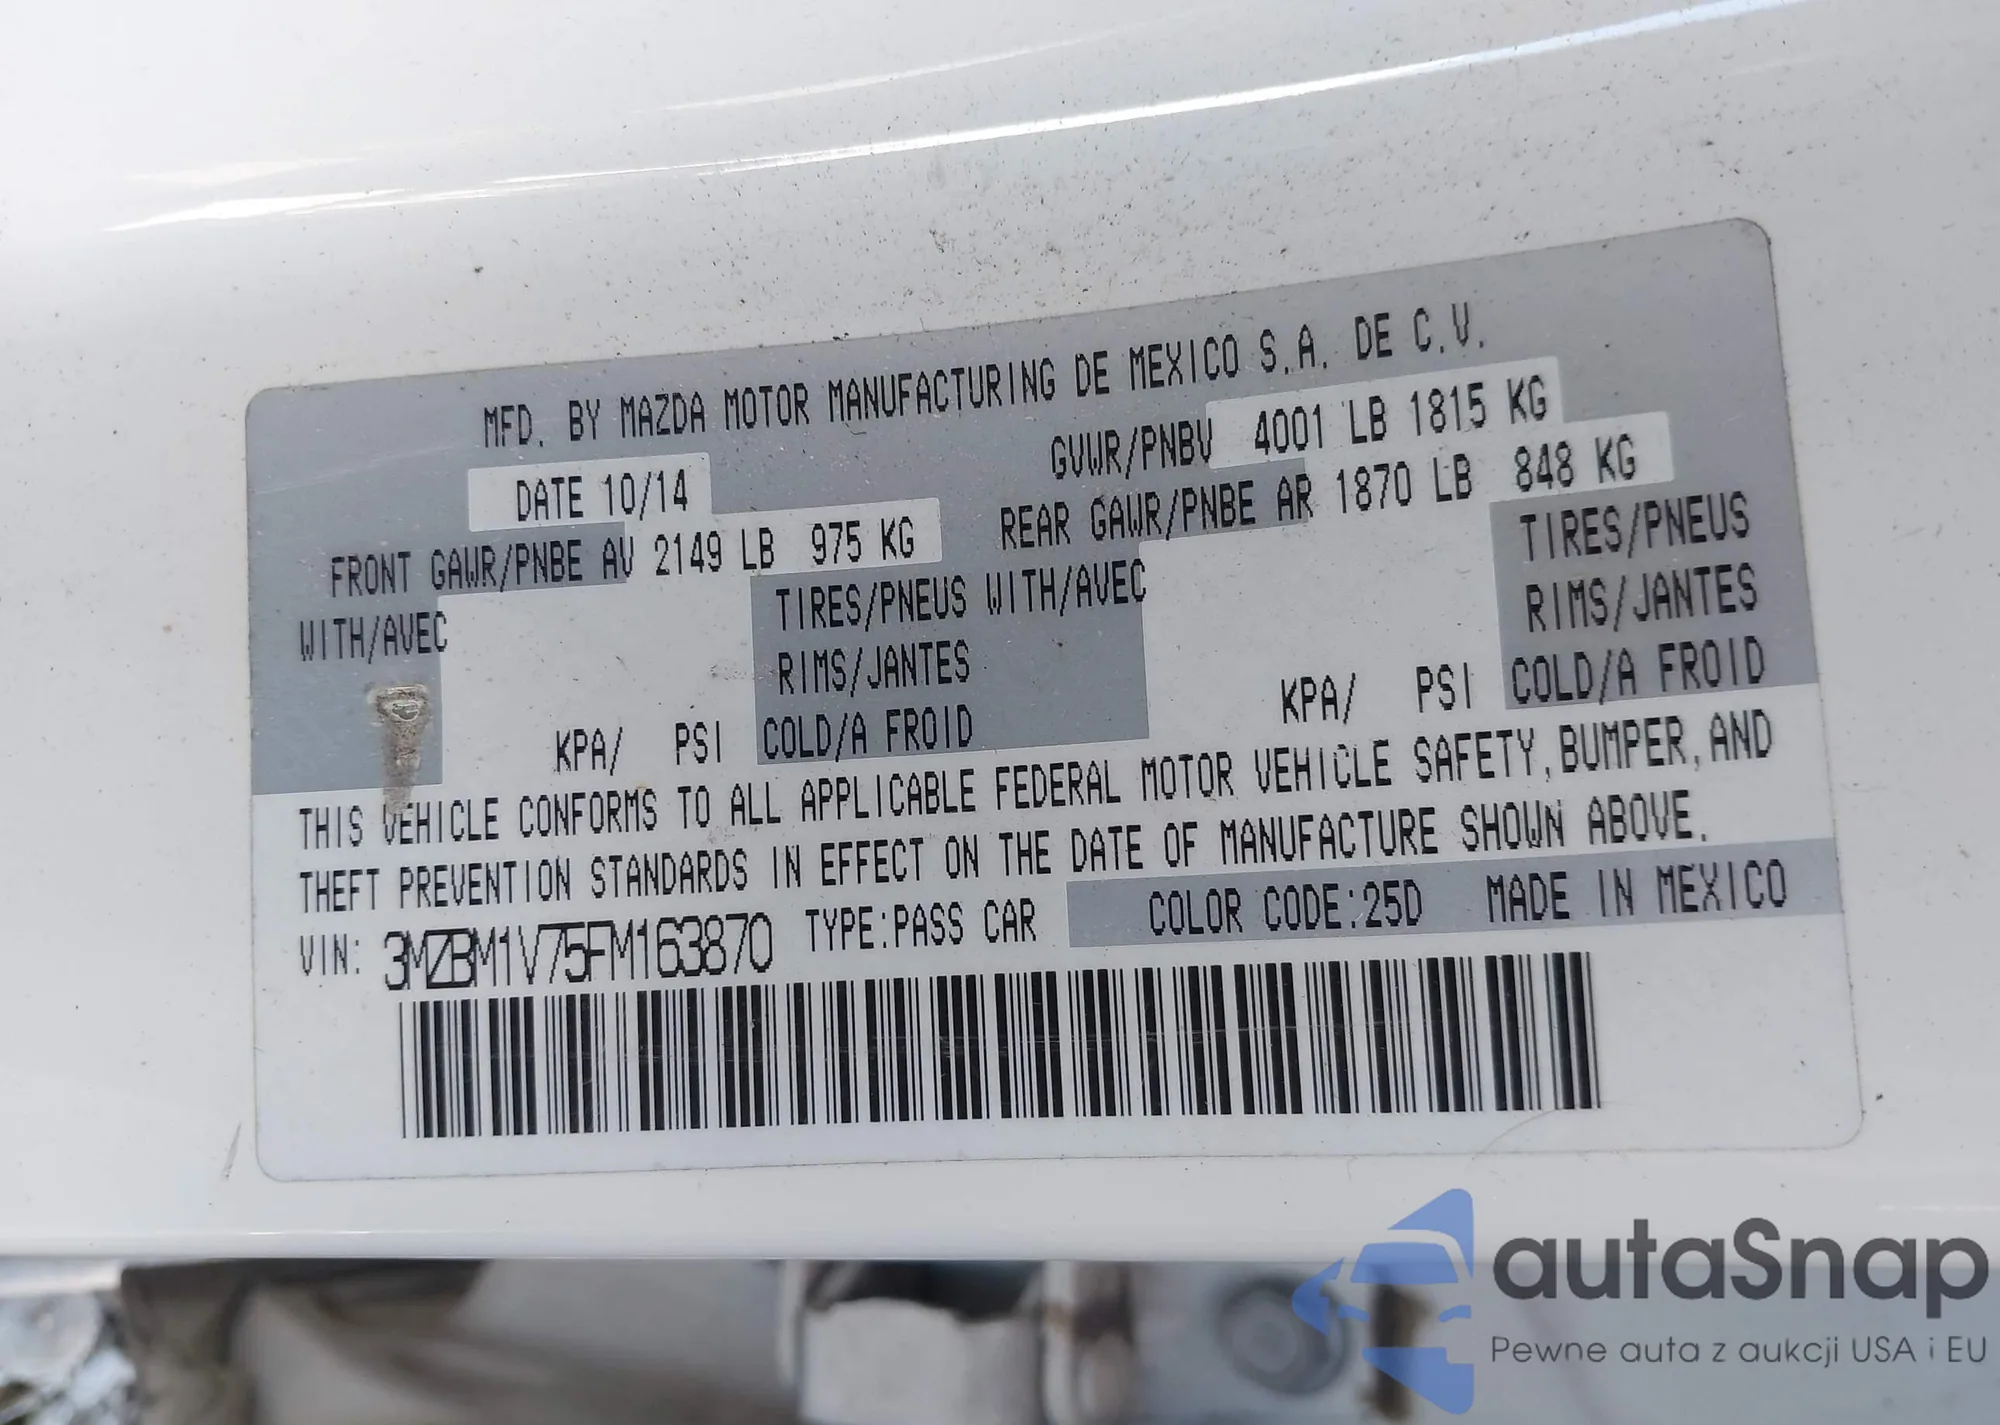 MFD. BY MAZDA MOTOR MANUFACTURING DE MEXICO S.A. DE C.V.
DATE 10/14 GVWR/PNBV 4001 LB 1815 KG
FRONT GAWR/PNBE AV 2149 LB 975 KG REAR GAWR/PNBE AR 1870 LB 848 KG
WITH/AVEC TIRES/PNEUS WITH/AVEC TIRES/PNEUS
RIMS/JANTES RIMS/JANTES
KPA/ PSI COLD/A FROID KPA/ PSI COLD/A FROID
THIS VEHICLE CONFORMS TO ALL APPLICABLE FEDERAL MOTOR VEHICLE SAFETY, BUMPER, AND
THEFT PREVENTION STANDARDS IN EFFECT ON THE DATE OF MANUFACTURE SHOWN ABOVE.
VIN: 3MZBM1V75FM163870 TYPE:PASS CAR COLOR CODE:25D MADE IN MEXICO
autaSnap
Pewne auta z aukcji USA i EU